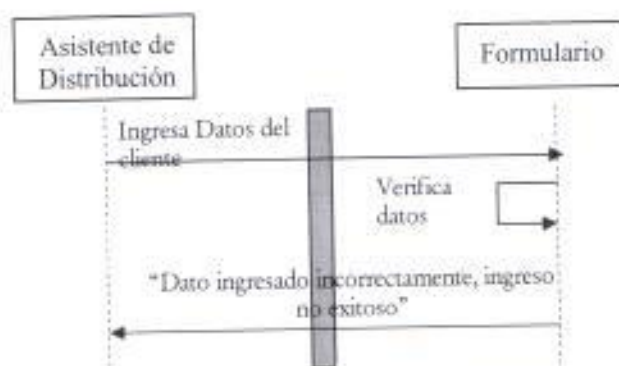 Asistente de
Distribución
Formulario
Ingresa Datos del
cliente
Verifica
datos
“Dato ingresado incorrectamente, ingreso
no exitoso”